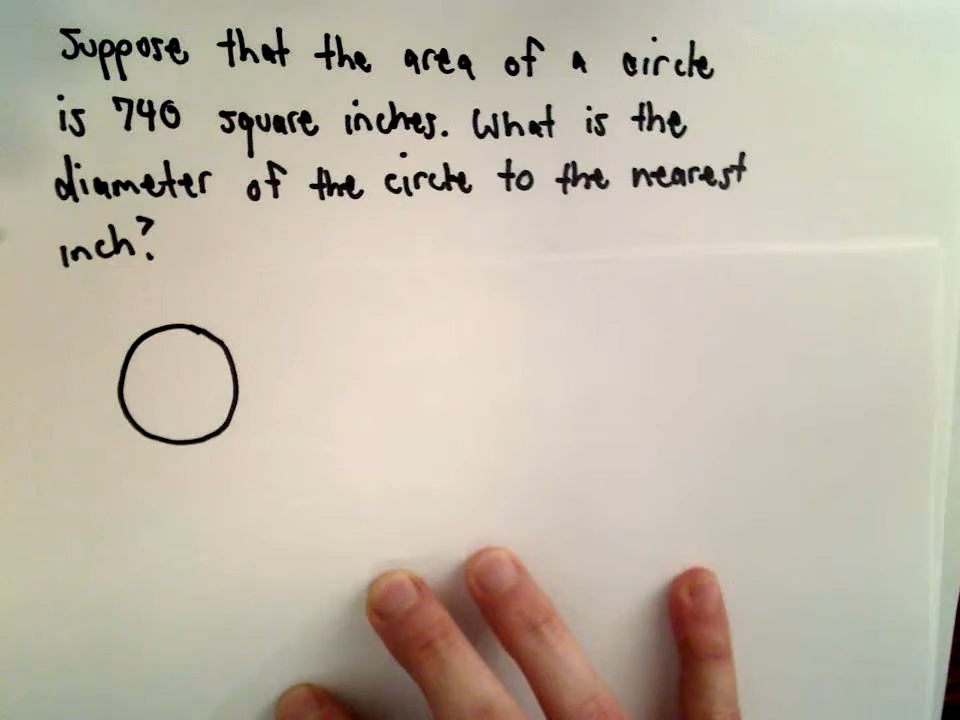 Suppose that the area of a circle
is 740 square inches. What is the
diameter of the circle to the nearest
inch?